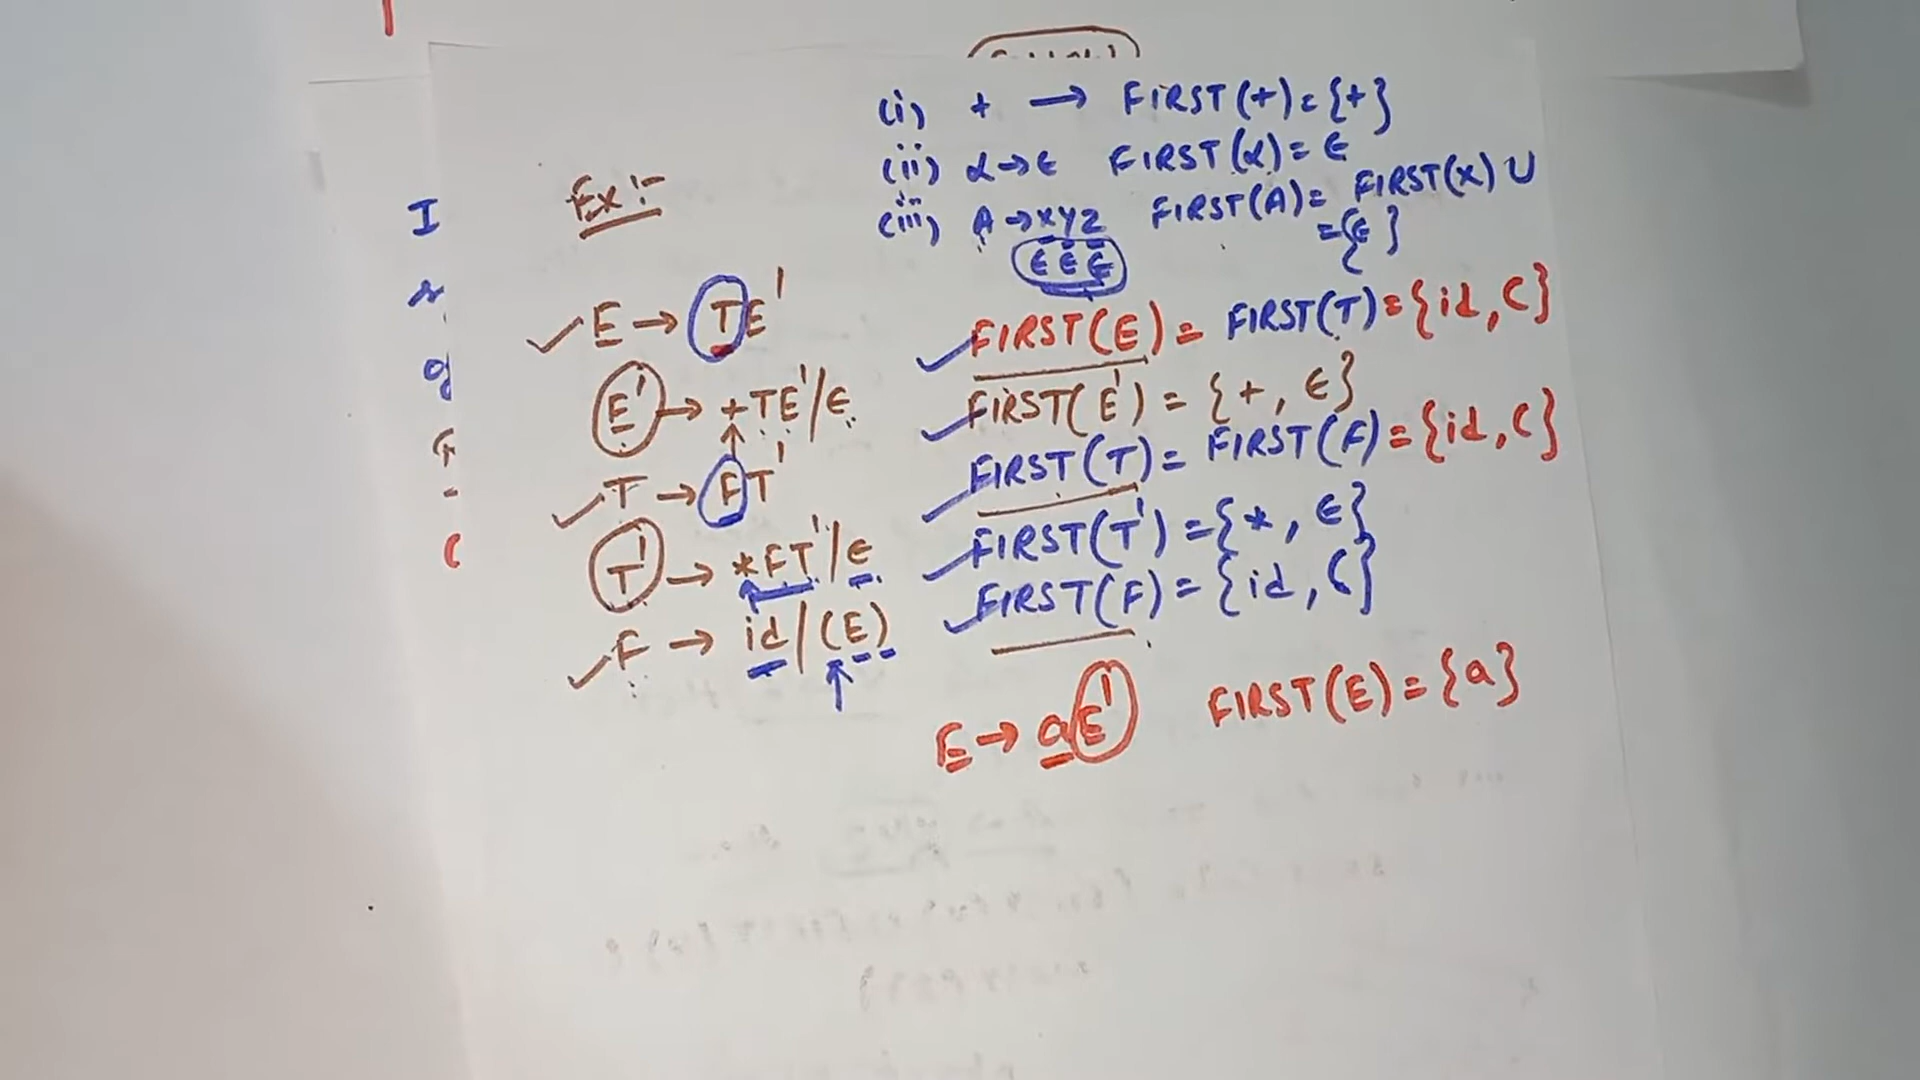 (i) + → FIRST(+) = {+}
(ii) α → ϵ FIRST(α) = ϵ
(iii) A → XYZ FIRST(A) = FIRST(X) U
= {ϵ}
ϵ ϵ ϵ
Ex:-
I
E → TE' FIRST(E) = FIRST(T) = {id, (}
E' → +TE'/ϵ FIRST(E') = {+, ϵ}
T → FT' FIRST(T) = FIRST(F) = {id, (}
T' → *FT'/ϵ FIRST(T') = {*, ϵ}
F → id/(E) FIRST(F) = {id, (}
E → aE' FIRST(E) = {a}